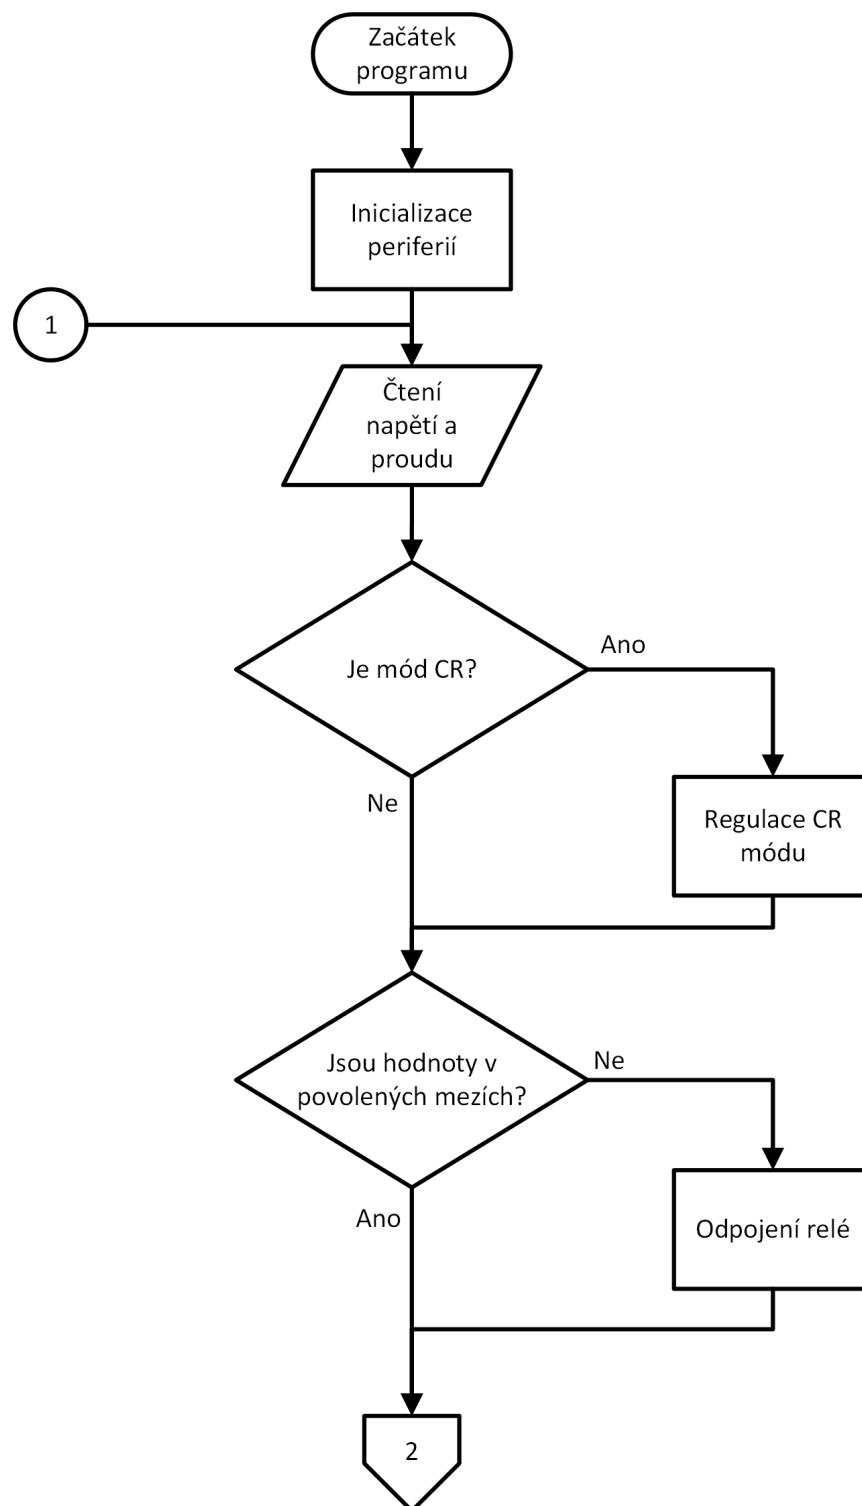 Začátek
programu
Inicializace
periferií
1
Čtení
napětí a
proudu
Je mód CR?
Ano
Ne
Regulace CR
módu
Jsou hodnoty v
povolených mezích?
Ne
Ano
Odpojení relé
2